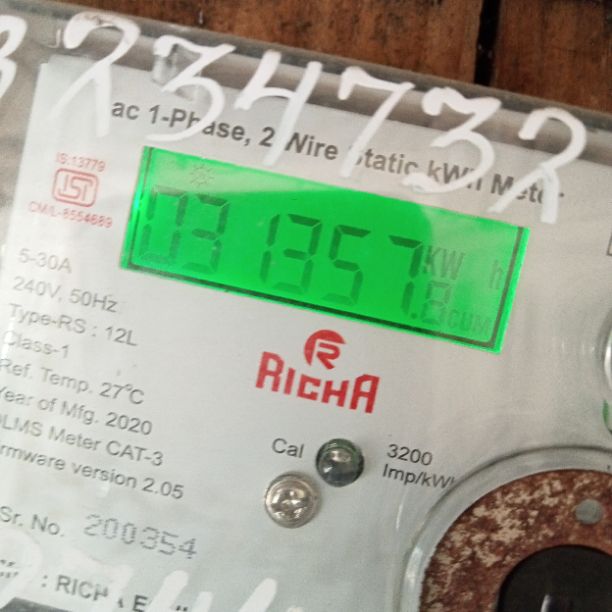 234732
ac 1-Phase, 2 Wire Static kWh Meter
IS:13779
ISI
CM/L-8554689
031357.8 KW h
CUM
5-30A
240V, 50Hz
Type-RS : 12L
Class-1
Ref. Temp. 27°C
Year of Mfg. 2020
DLMS Meter CAT-3
Firmware version 2.05
RICHA
Cal
3200
Imp/kWh
Sr. No. 200354
: RICHA